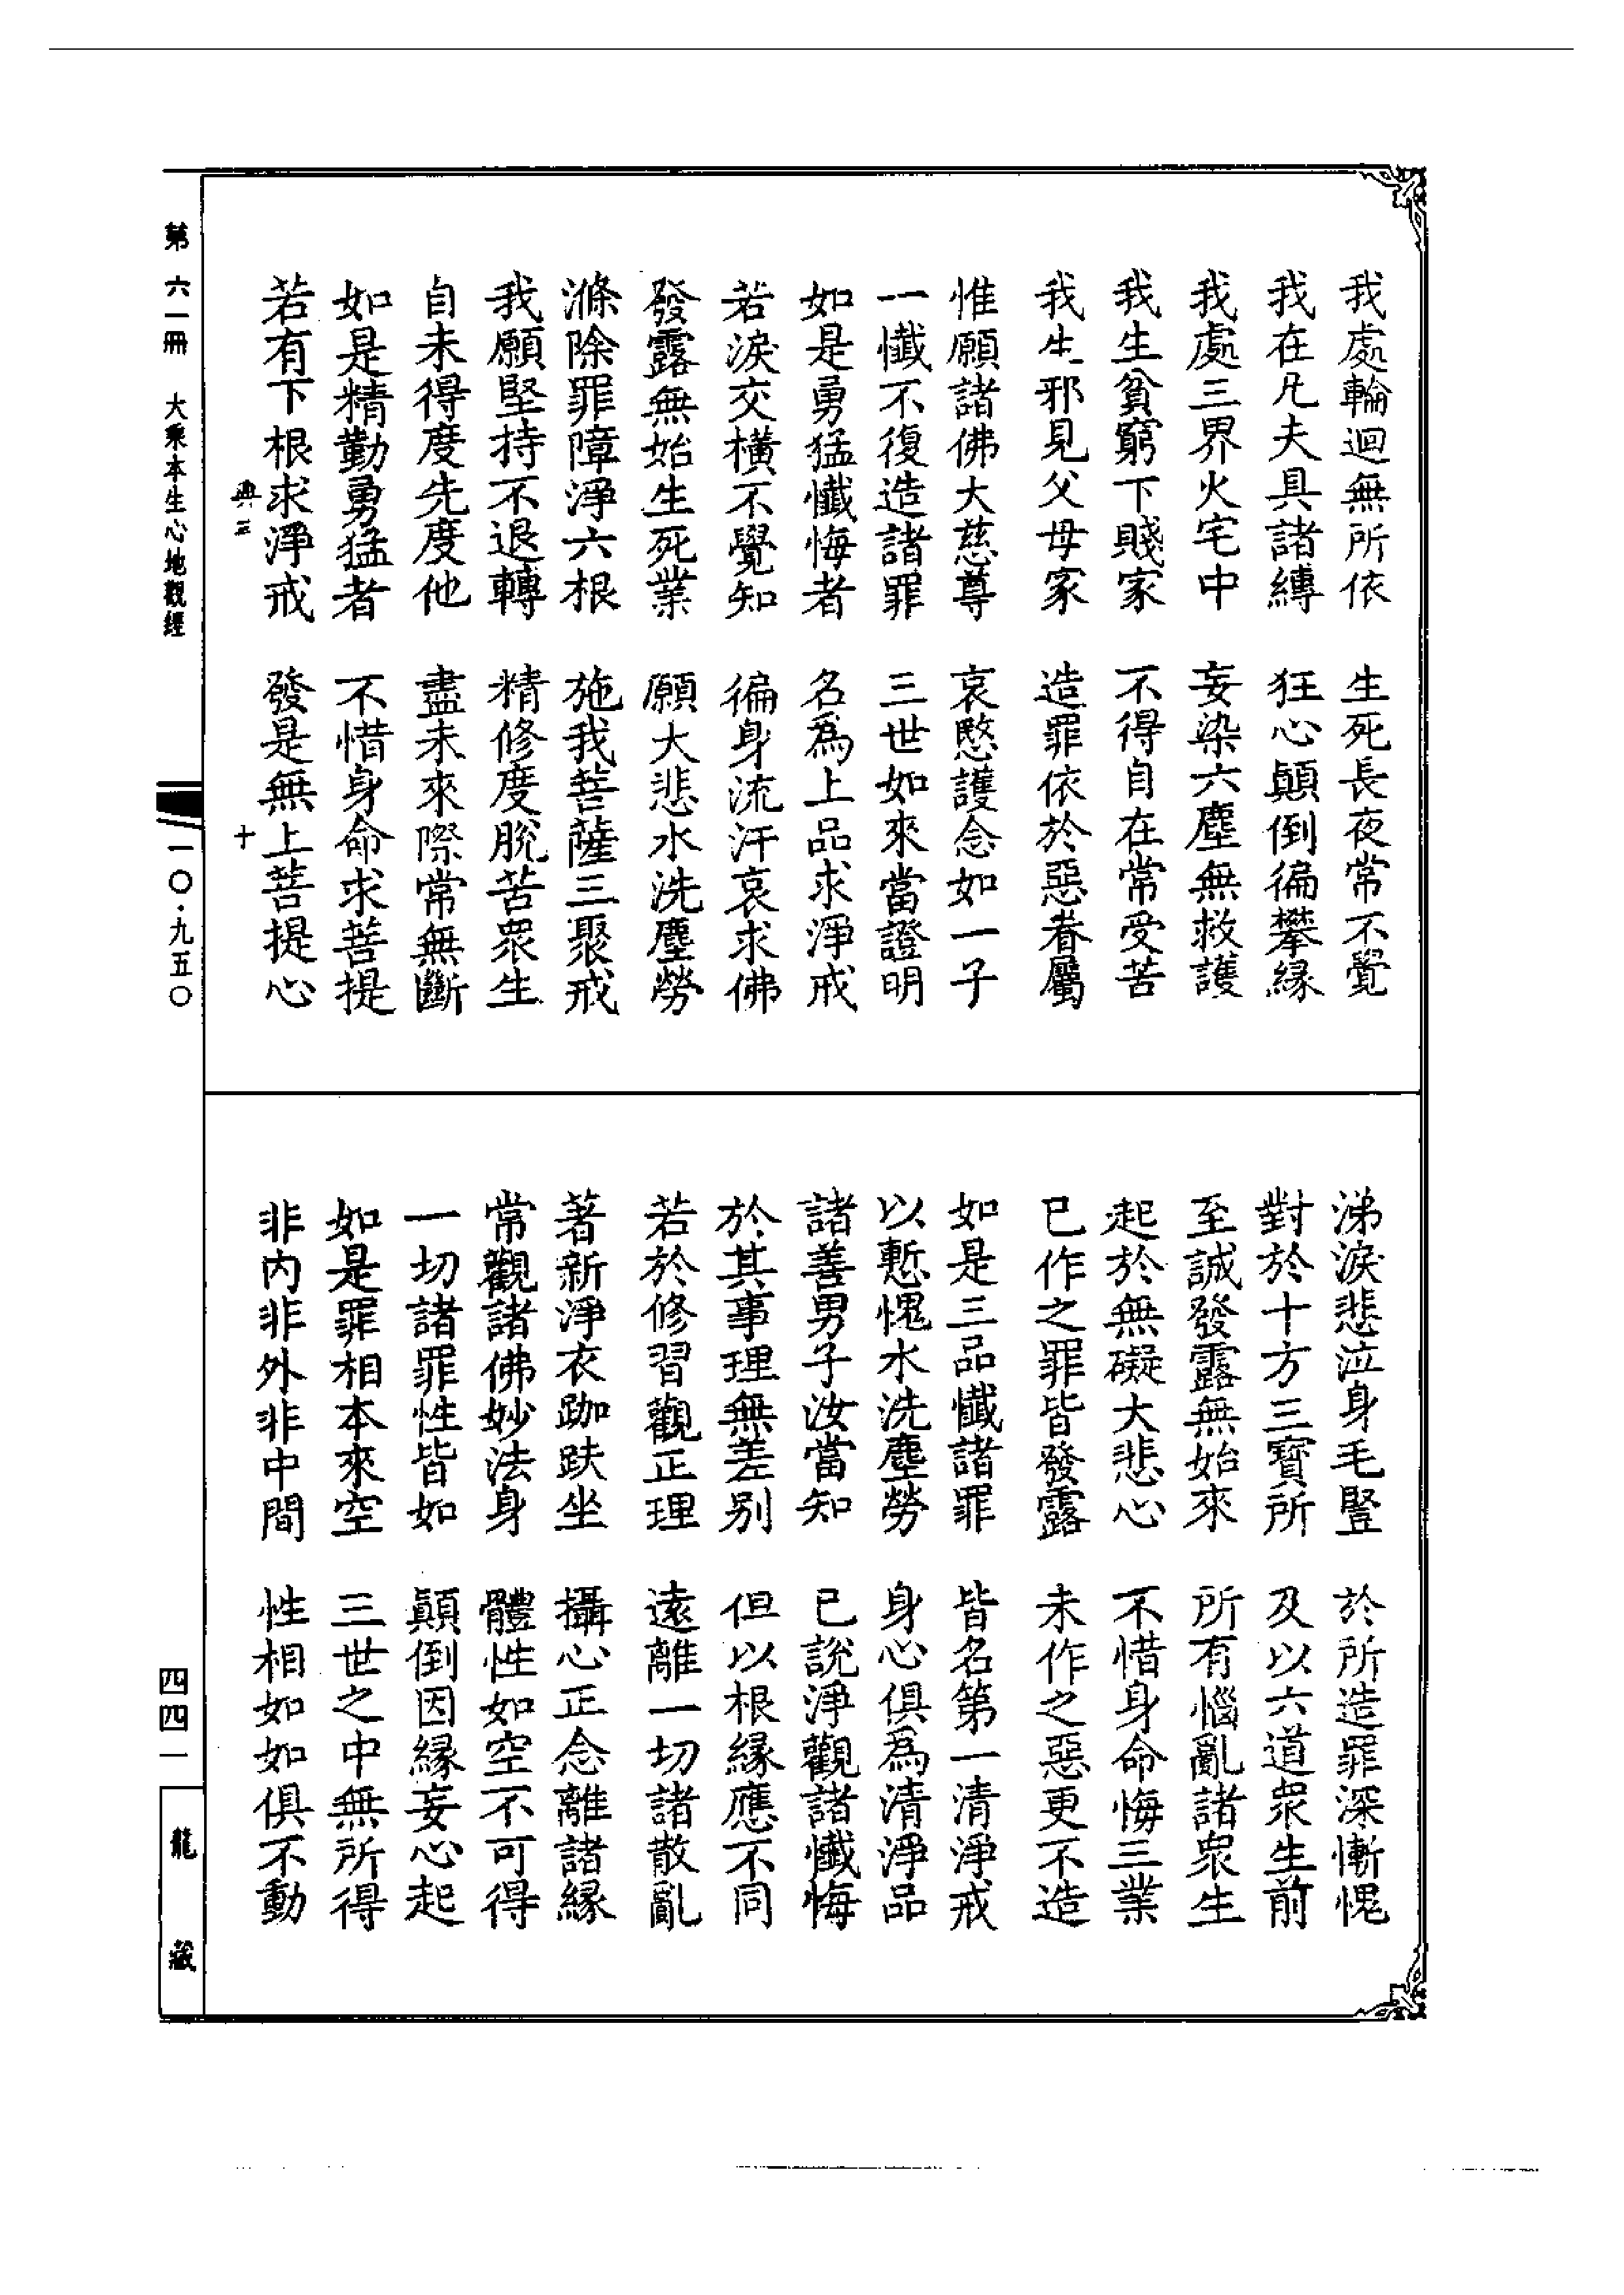 我處輪迴無所依　生死長夜常不覺
我在凡夫具諸縛　狂心顛倒徧攀緣
我處三界火宅中　妄染六塵無救護
我生貧窮下賤家　不得自在常受苦
我生邪見父母家　造罪依於惡眷屬
惟願諸佛大慈尊　哀愍護念如一子
一懺不復造諸罪　三世如來當證明
如是勇猛懺悔者　名為上品求淨戒
若淚交橫不覺知　徧身流汗哀求佛
發露無始生死業　願大悲水洗塵勞
滌除罪障淨六根　施我菩薩三聚戒
我願堅持不退轉　精修度脫苦眾生
自未得度先度他　盡未來際常無斷
如是精勤勇猛者　不惜身命求菩提
若有下根求淨戒　發是無上菩提心
典三　十
涕淚悲泣身毛豎　於所造罪深慚愧
對於十方三寶所　及以六道眾生前
至誠發露無始來　所有惱亂諸眾生
起於無礙大悲心　不惜身命悔三業
已作之罪皆發露　未作之惡更不造
如是三品懺諸罪　皆名第一清淨戒
以慙愧水洗塵勞　身心俱為清淨品
諸善男子汝當知　已說淨觀諸懺悔
於其事理無差別　但以根緣應不同
若於修習觀正理　遠離一切諸散亂
著新淨衣跏趺坐　攝心正念離諸緣
常觀諸佛妙法身　體性如空不可得
一切諸罪性皆如　顛倒因緣妄心起
如是罪相本來空　三世之中無所得
非內非外非中間　性相如如俱不動
第六一冊　大乘本生心地觀經
一〇·九五〇
四四一
龍藏